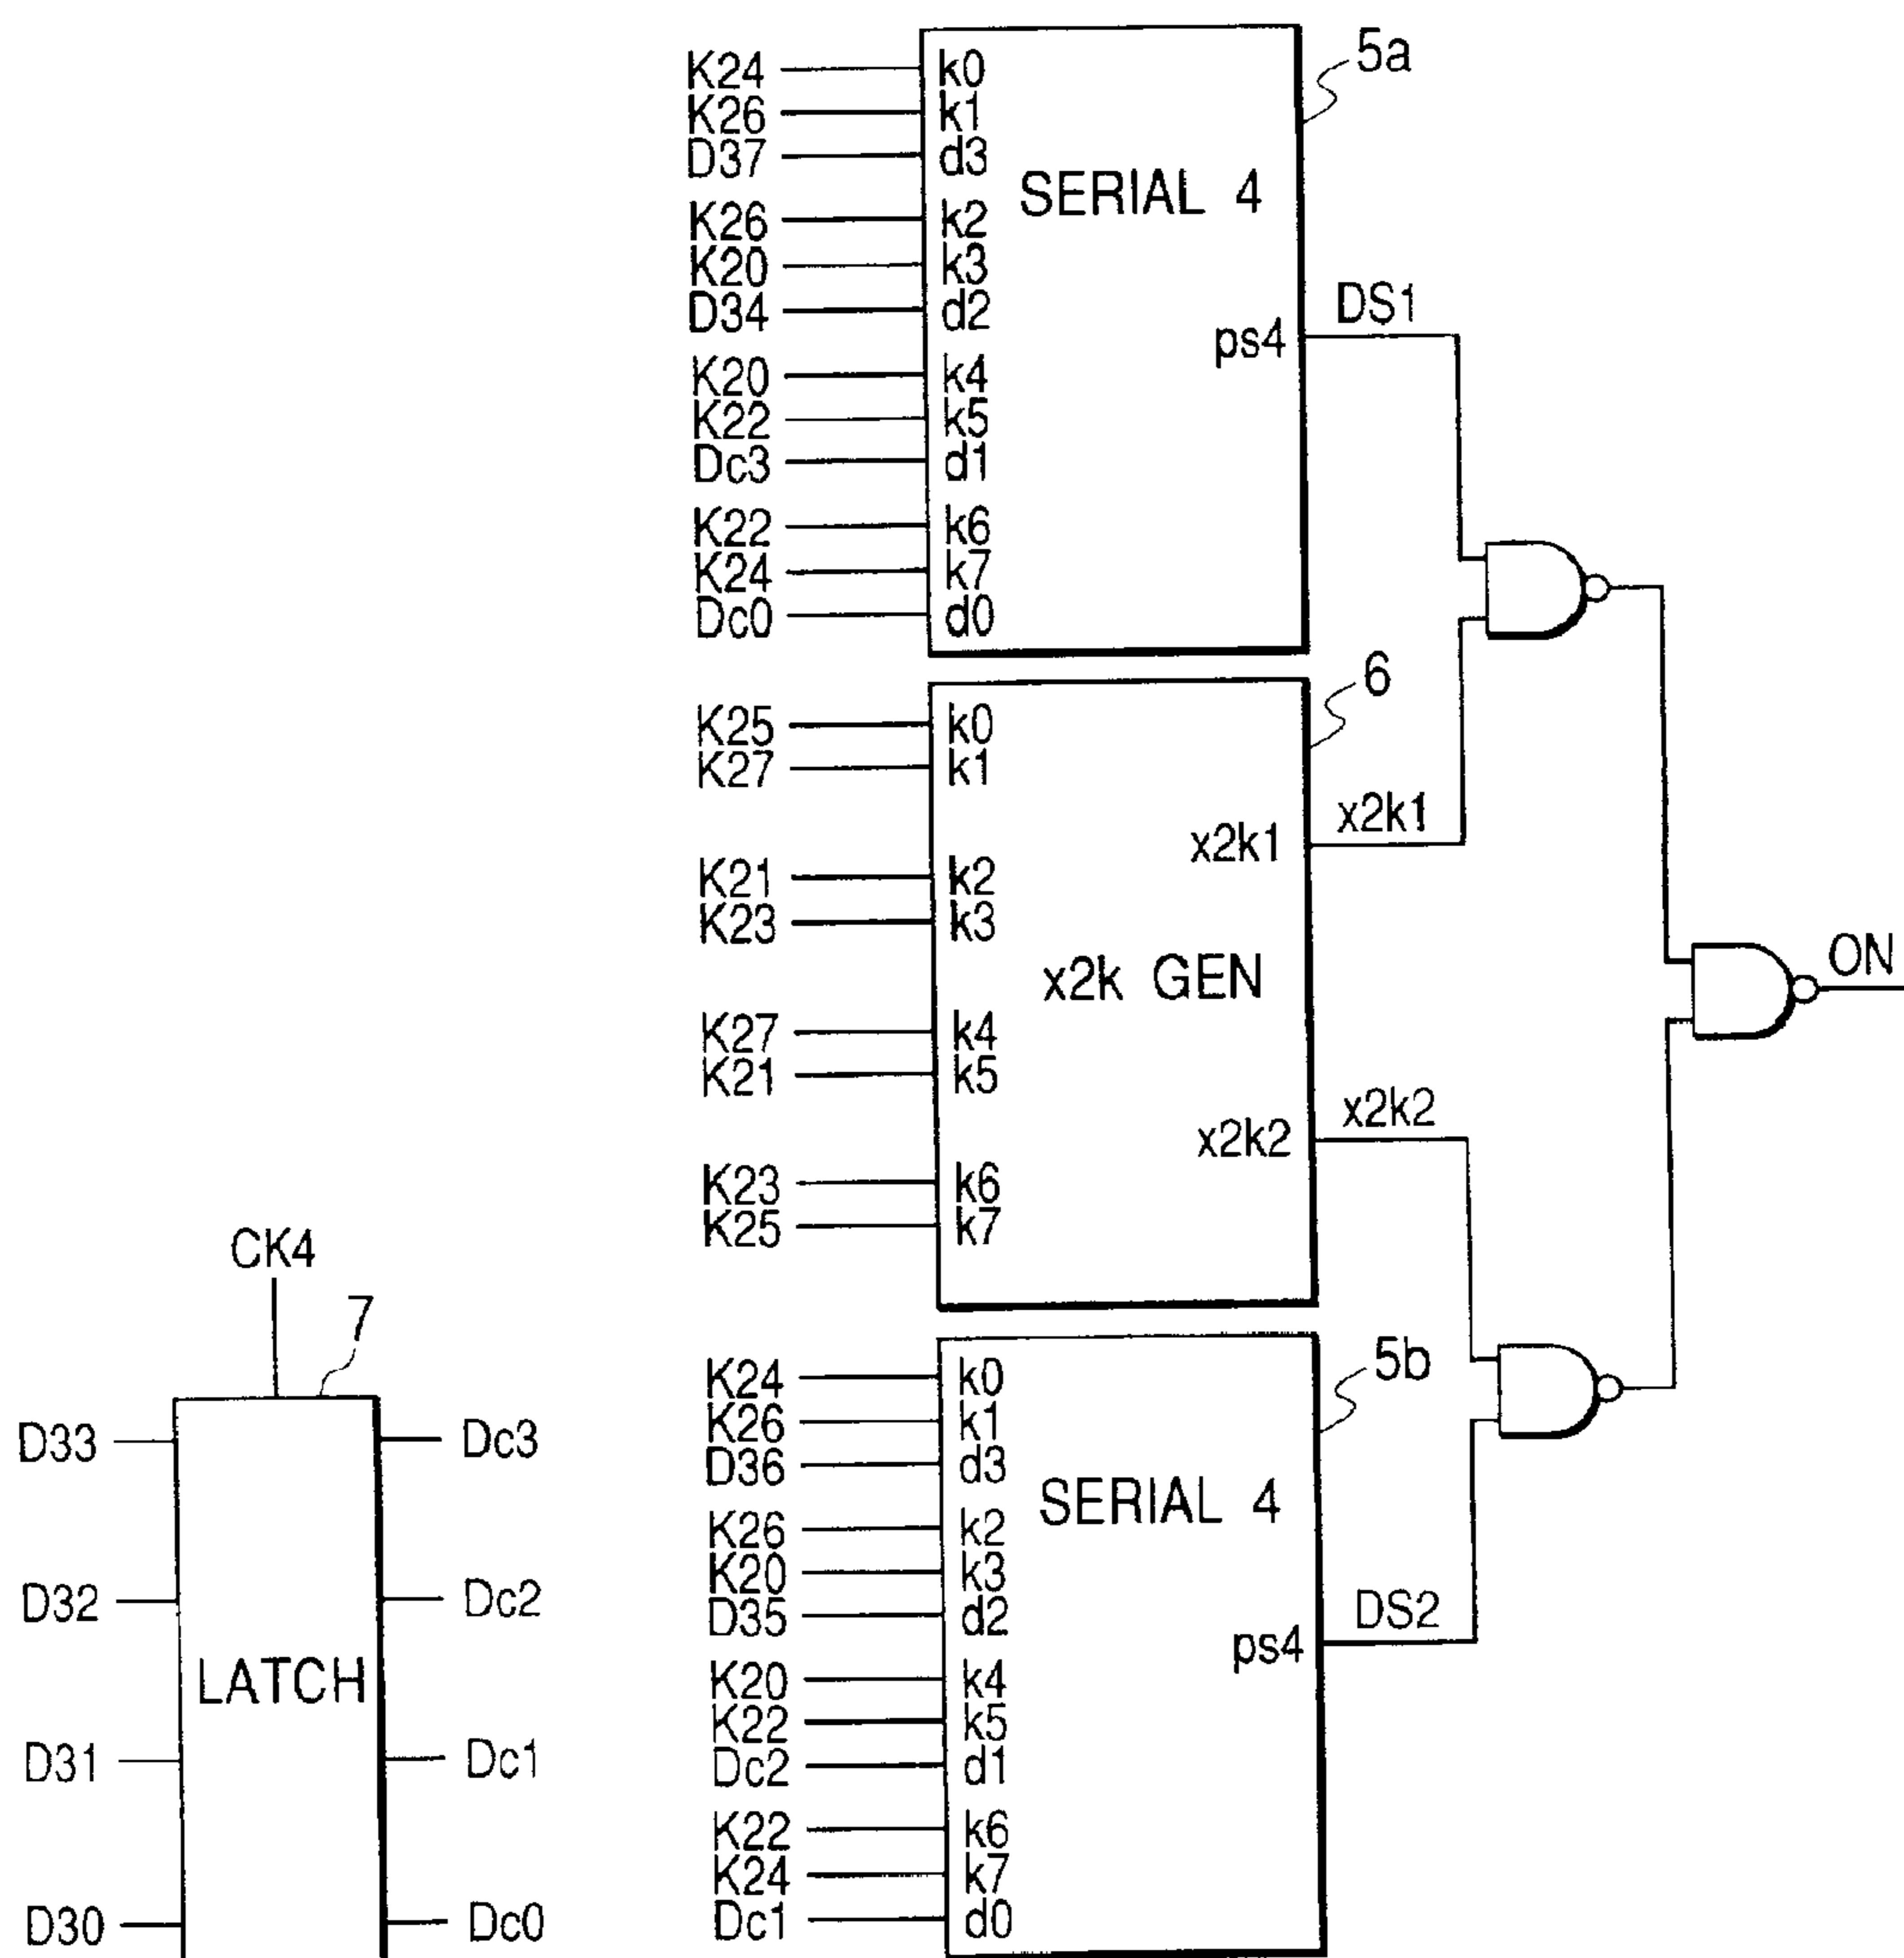 K24 k0
K26 k1
D37 d3
K26 k2
K20 k3
D34 d2
K20 k4
K22 k5
Dc3 d1
K22 k6
K24 k7
Dc0 d0
SERIAL 4
ps4
DS1
5a
K25 k0
K27 k1
K21 k2
K23 k3
K27 k4
K21 k5
K23 k6
K25 k7
x2k GEN
x2k1
x2k1
x2k2
x2k2
6
ON
K24 k0
K26 k1
D36 d3
K26 k2
K20 k3
D35 d2
K20 k4
K22 k5
Dc2 d1
K22 k6
K24 k7
Dc1 d0
SERIAL 4
ps4
DS2
5b
CK4
7
D33 Dc3
D32 Dc2
LATCH
D31 Dc1
D30 Dc0